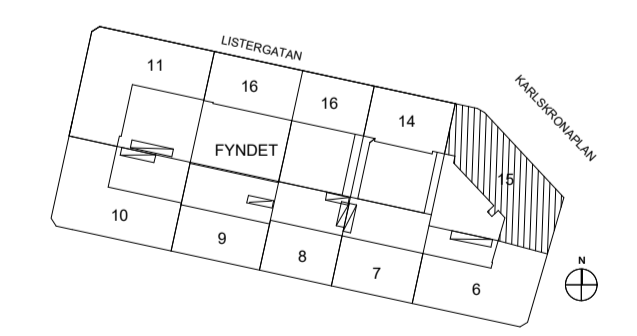 LISTERGATAN
KARLSKRONAPLAN
11
16
16
14
FYNDET
15
10
9
8
7
6
N